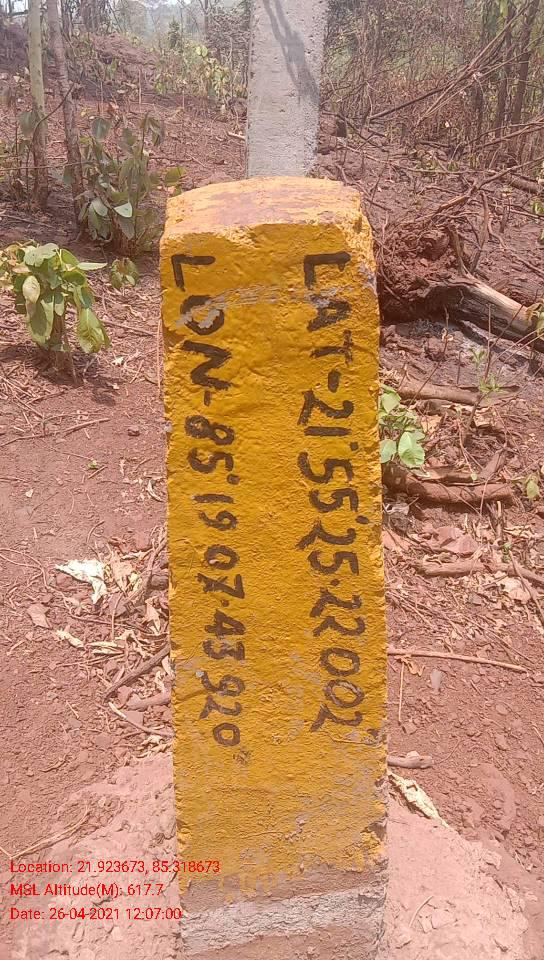 LAT-21°55'25.22002"
LON-85°19'07.43920"
Location: 21.923673, 85.318673
MSL Altitude(M): 617.7
Date: 26-04-2021 12:07:00